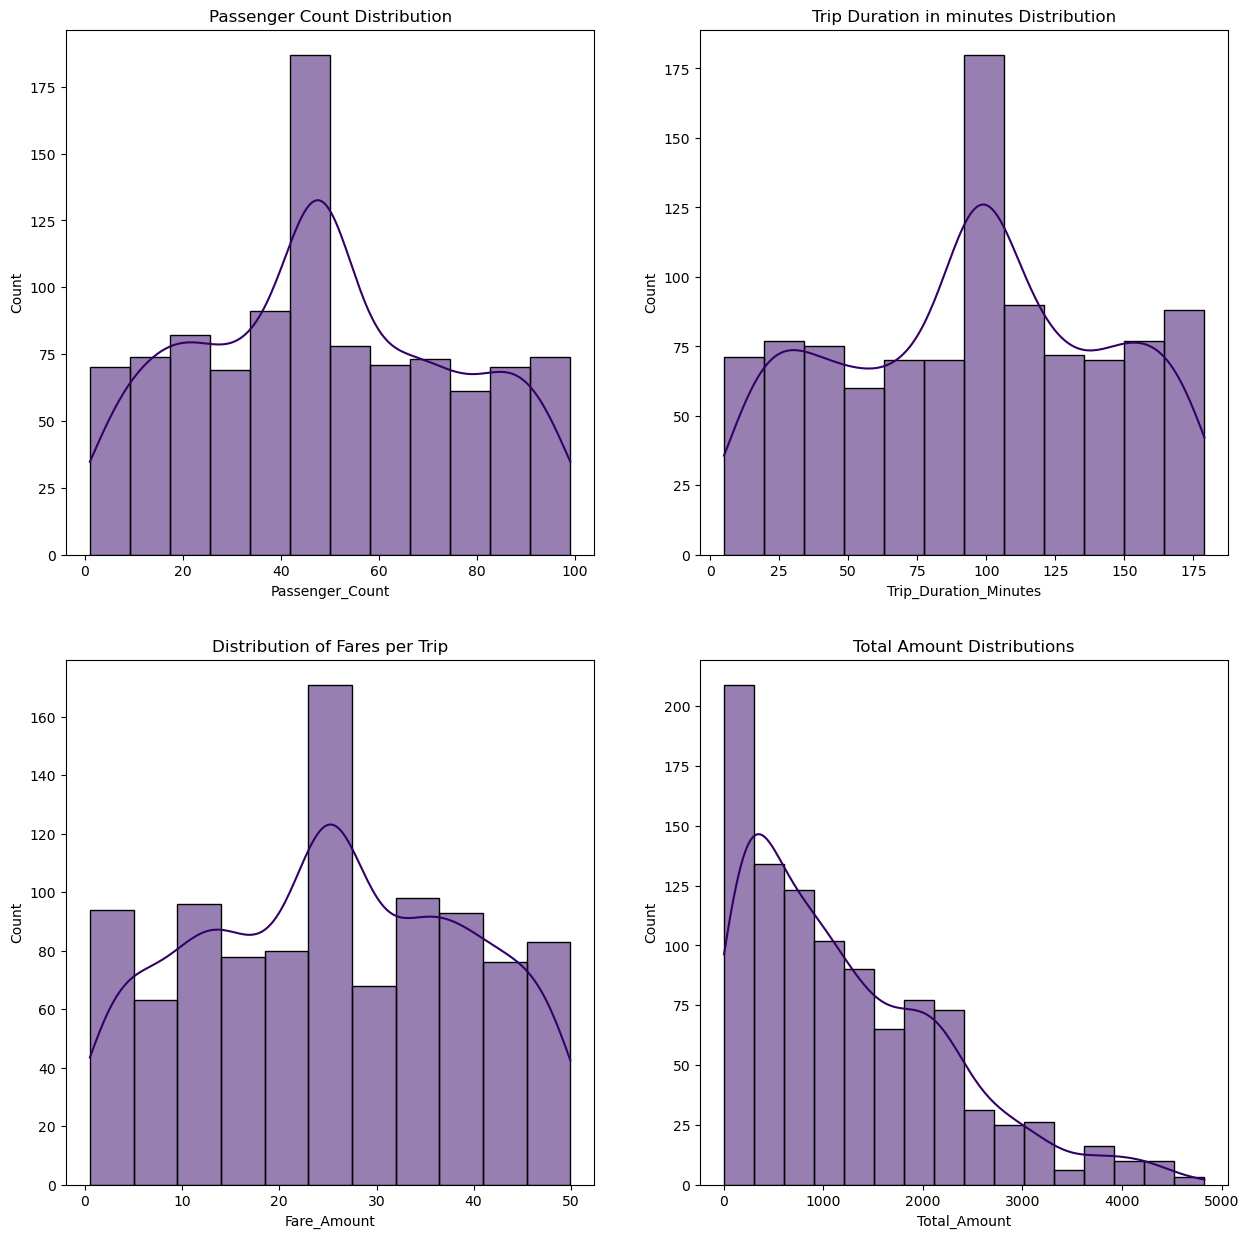 Passenger Count Distribution
175
150
125
100
75
50
25
0
Count
0 20 40 60 80 100
Passenger_Count
Trip Duration in minutes Distribution
175
150
125
100
75
50
25
0
Count
0 25 50 75 100 125 150 175
Trip_Duration_Minutes
Distribution of Fares per Trip
160
140
120
100
80
60
40
20
0
Count
0 10 20 30 40 50
Fare_Amount
Total Amount Distributions
200
175
150
125
100
75
50
25
0
Count
0 1000 2000 3000 4000 5000
Total_Amount